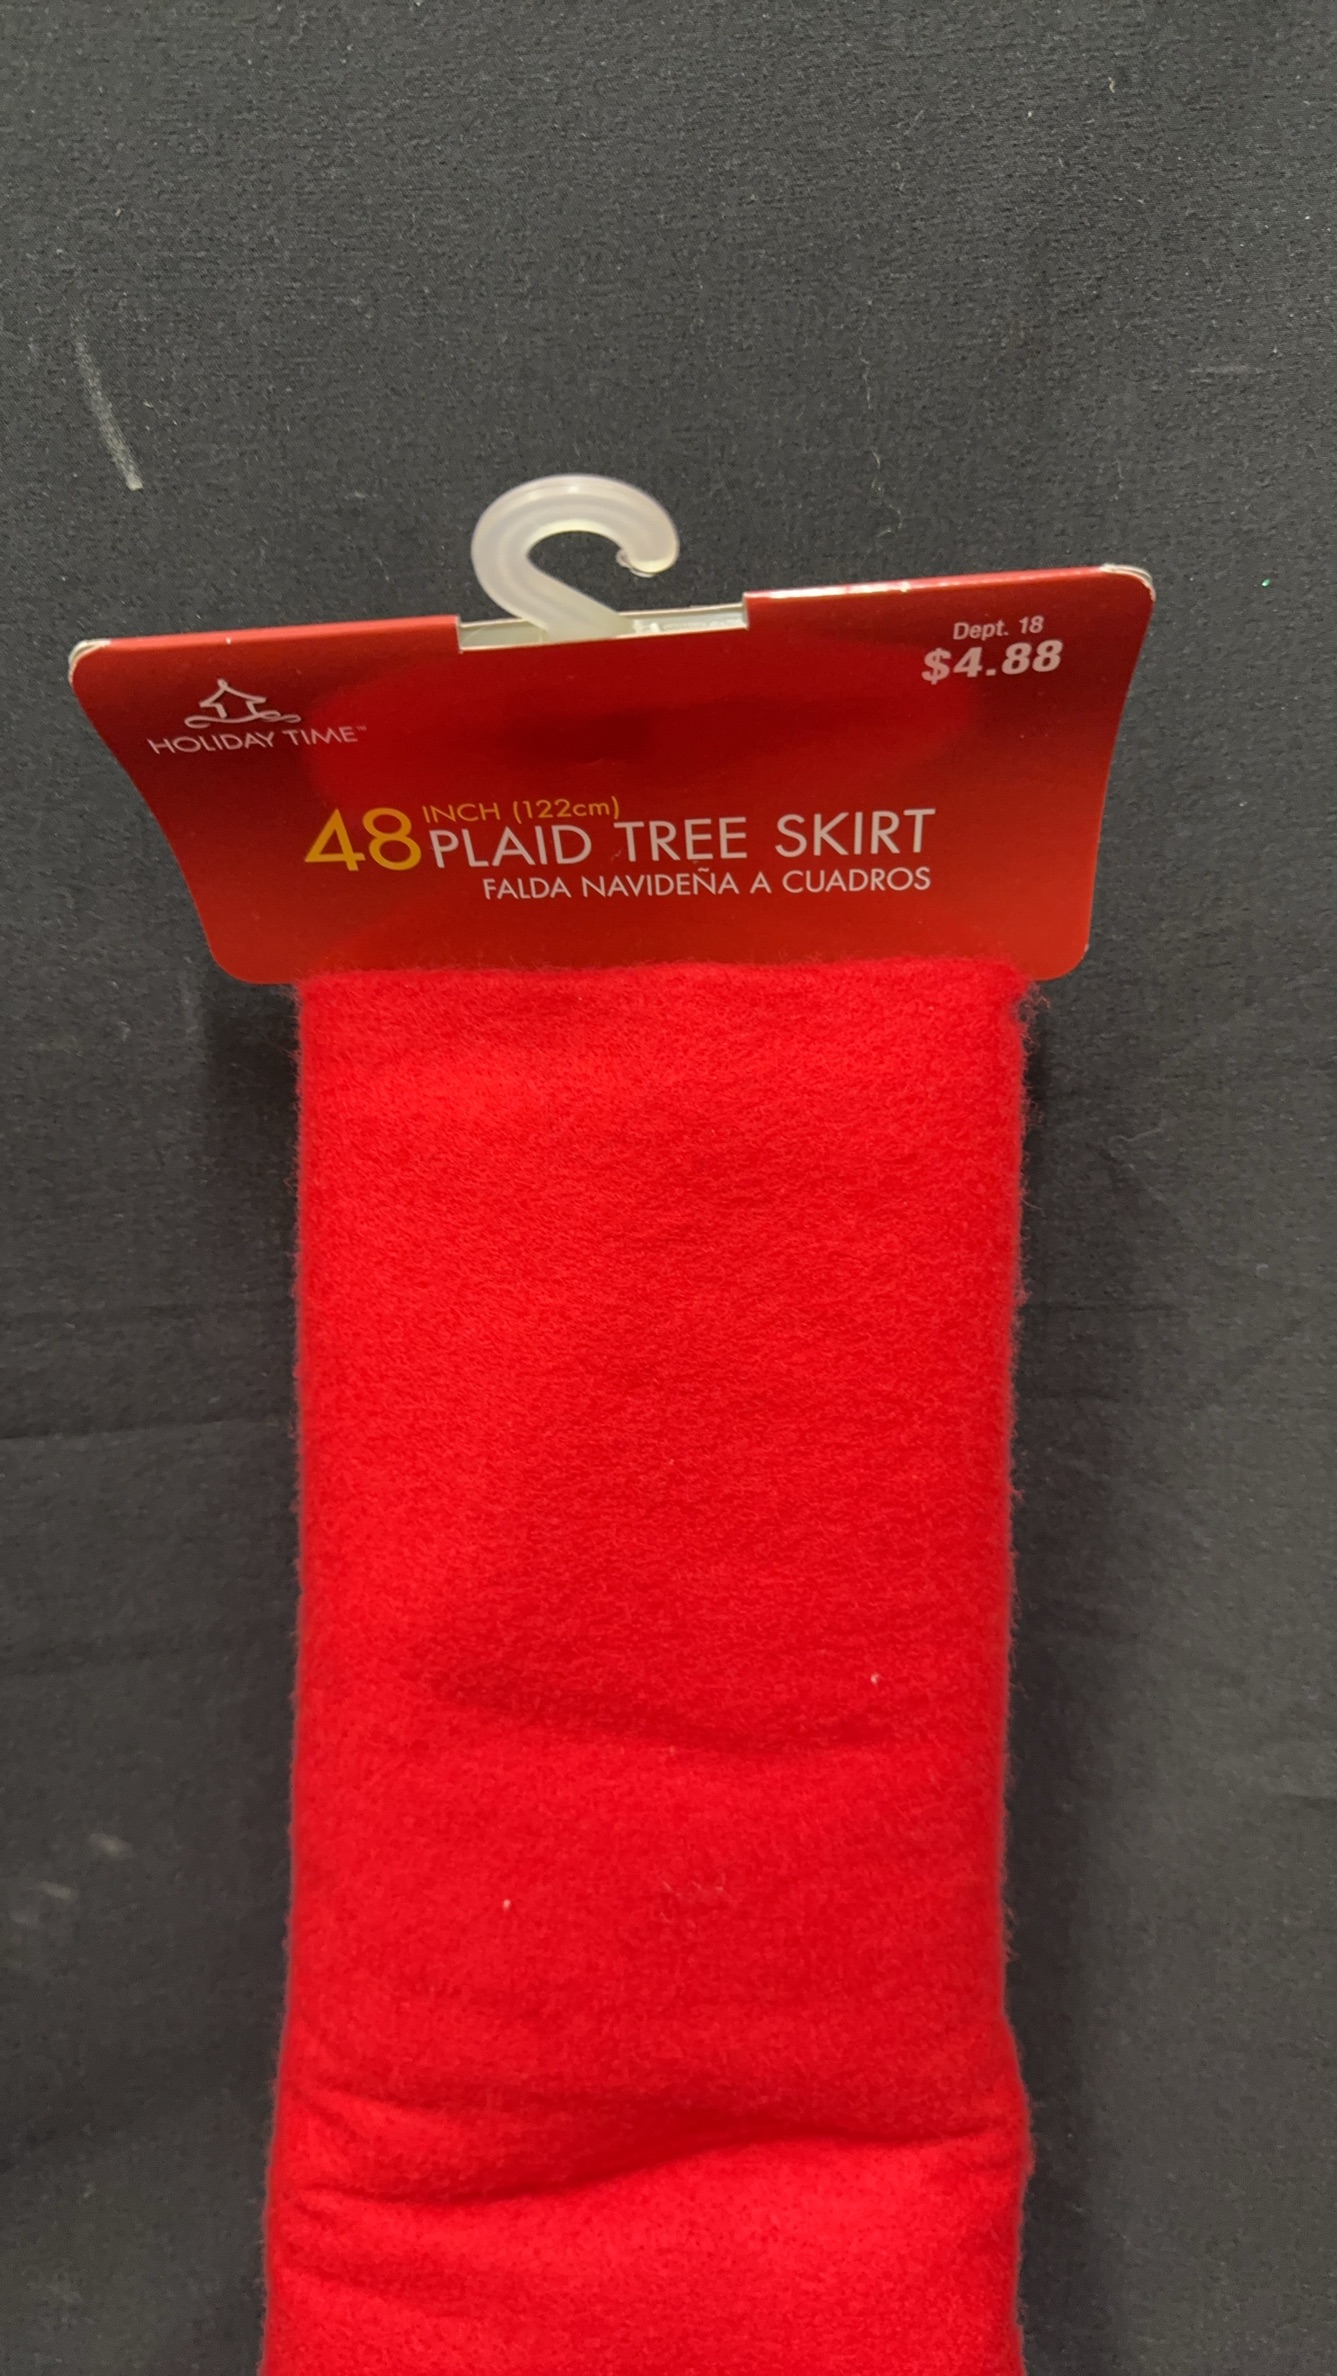 Dept. 18
$4.88
HOLIDAY TIME™
48 INCH (122cm)
PLAID TREE SKIRT
FALDA NAVIDEÑA A CUADROS